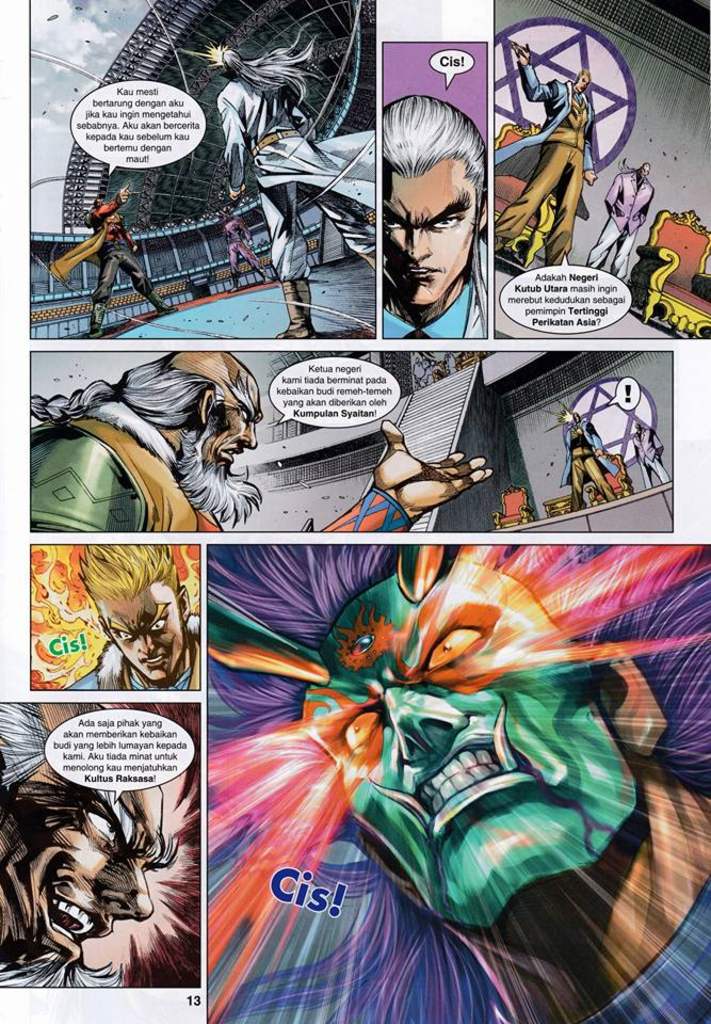 Kau mesti
bertarung dengan aku
jika kau ingin mengetahui
sebabnya. Aku akan bercerita
kepada kau sebelum kau
bertemu dengan
maut!
Cis!
Adakah Negeri
Kutub Utara masih ingin
merebut kedudukan sebagai
pemimpin Tertinggi
Perikatan Asia?
Ketua negeri
kami tiada berminat pada
kebaikan budi remeh-temeh
yang akan diberikan oleh
Kumpulan Syaitan!
!
Cis!
Ada saja pihak yang
akan memberikan kebaikan
budi yang lebih lumayan kepada
kami. Aku tiada minat untuk
menolong kau menjatuhkan
Kultus Raksasa!
Cis!
13